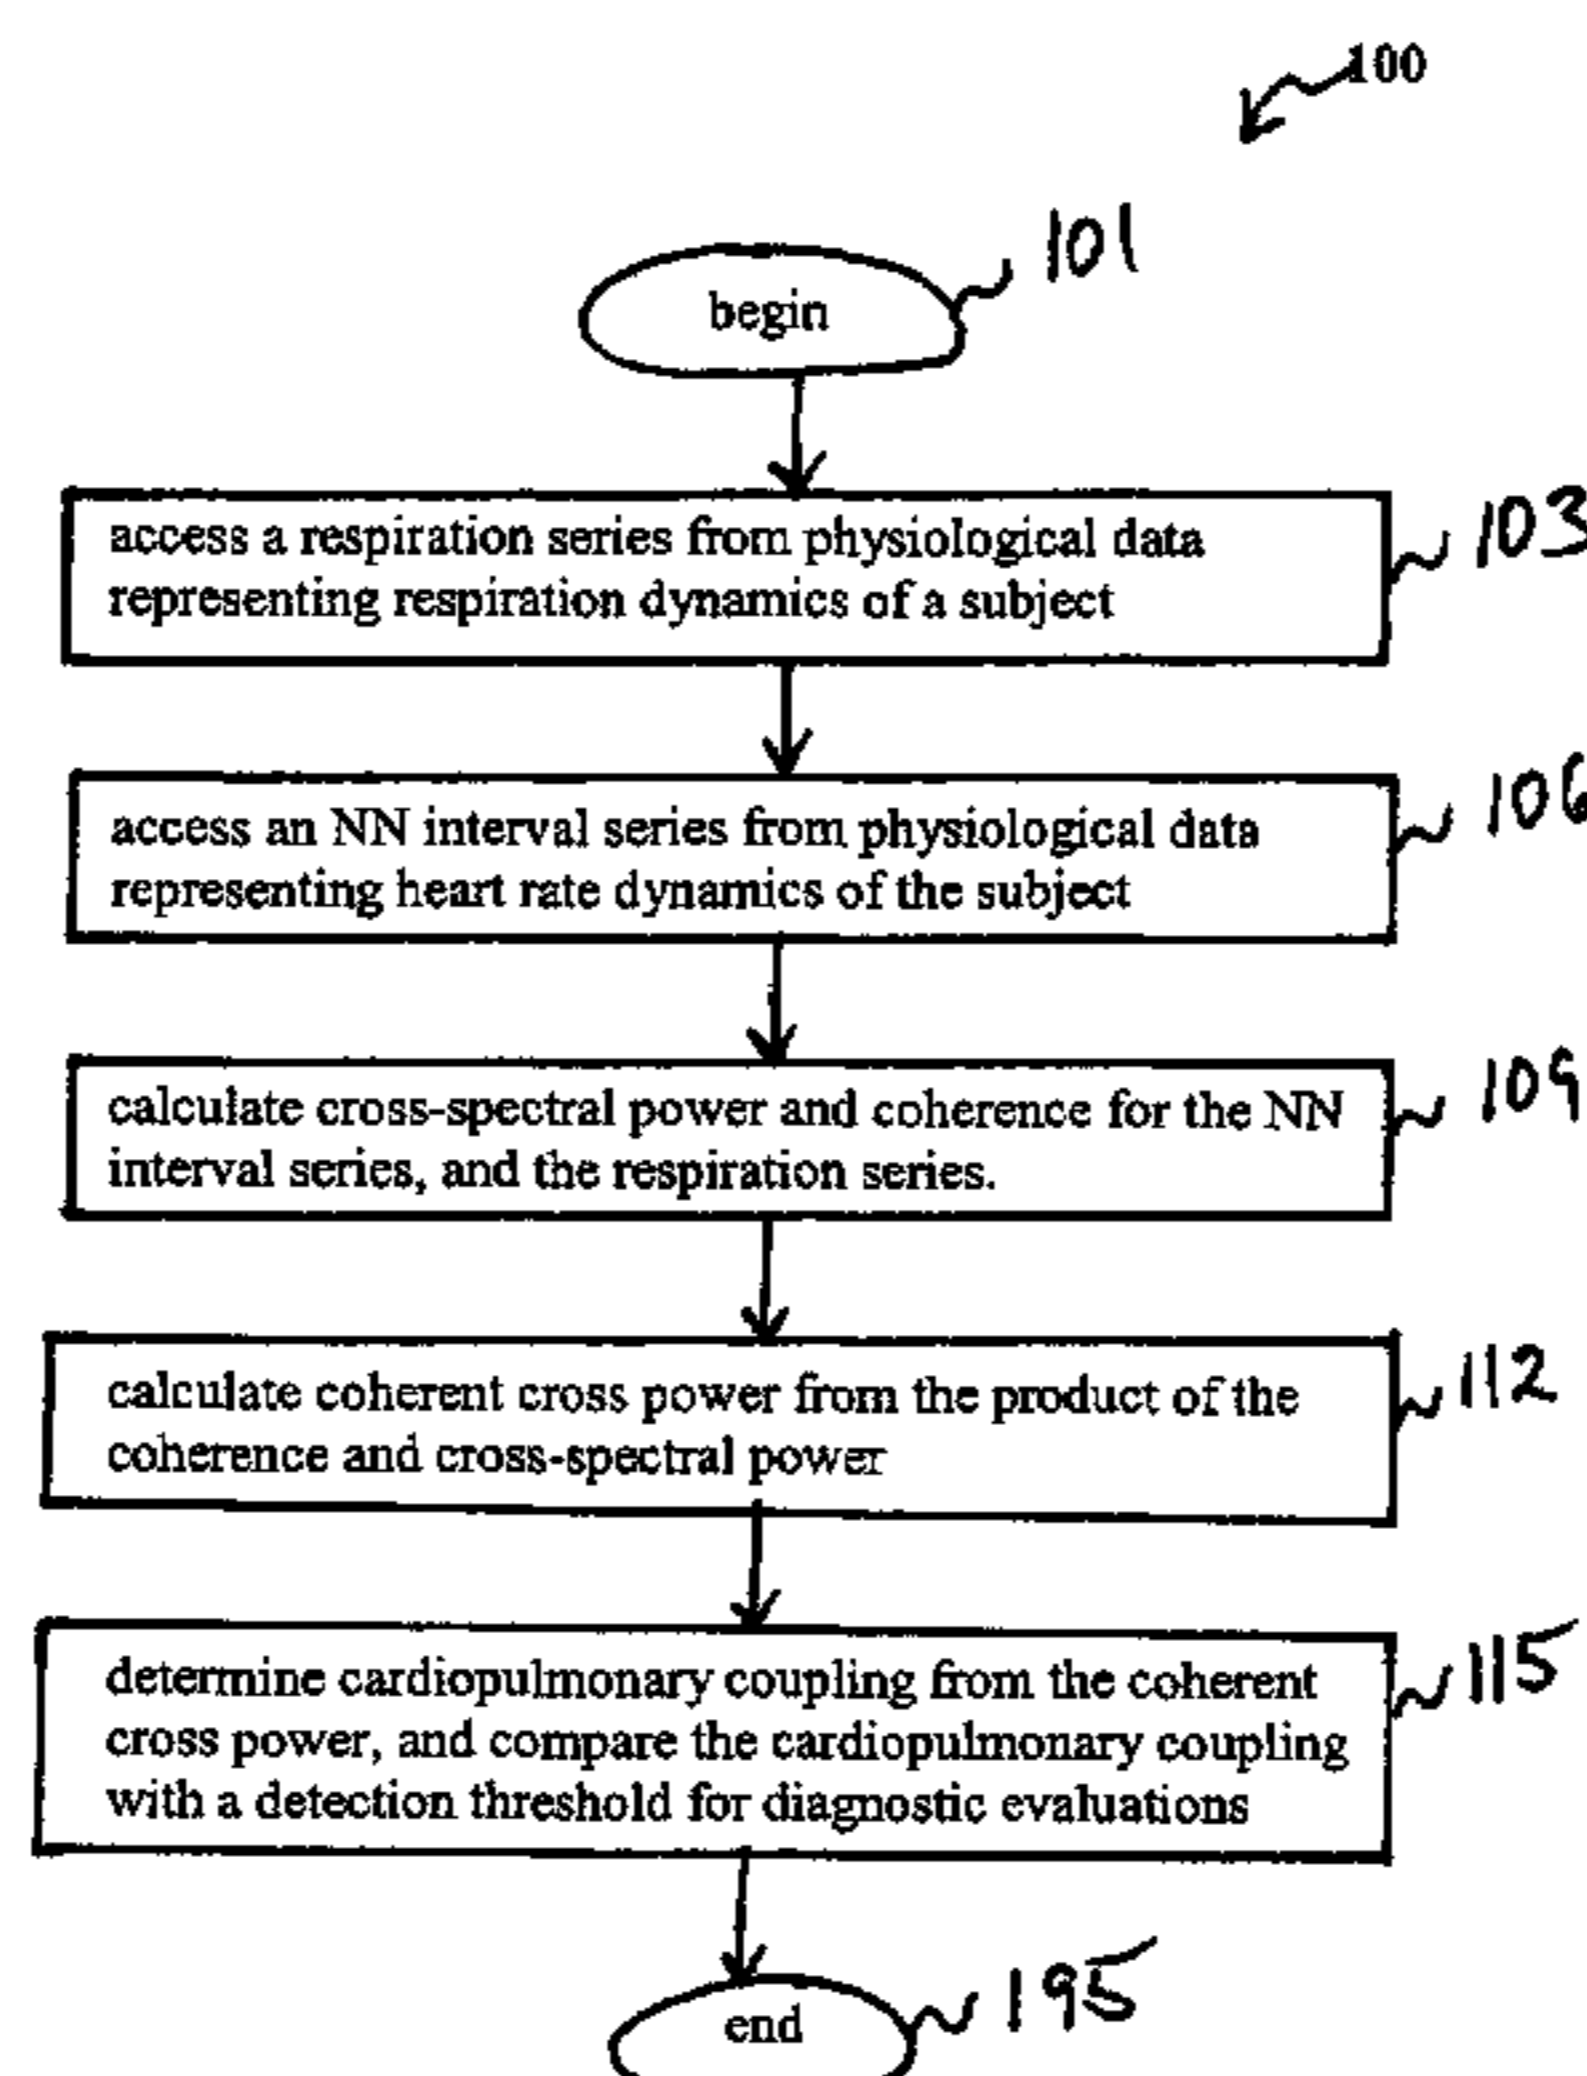 100
begin
101
access a respiration series from physiological data
representing respiration dynamics of a subject
103
access an NN interval series from physiological data
representing heart rate dynamics of the subject
106
calculate cross-spectral power and coherence for the NN
interval series, and the respiration series.
109
calculate coherent cross power from the product of the
coherence and cross-spectral power
112
determine cardiopulmonary coupling from the coherent
cross power, and compare the cardiopulmonary coupling
with a detection threshold for diagnostic evaluations
115
end
195